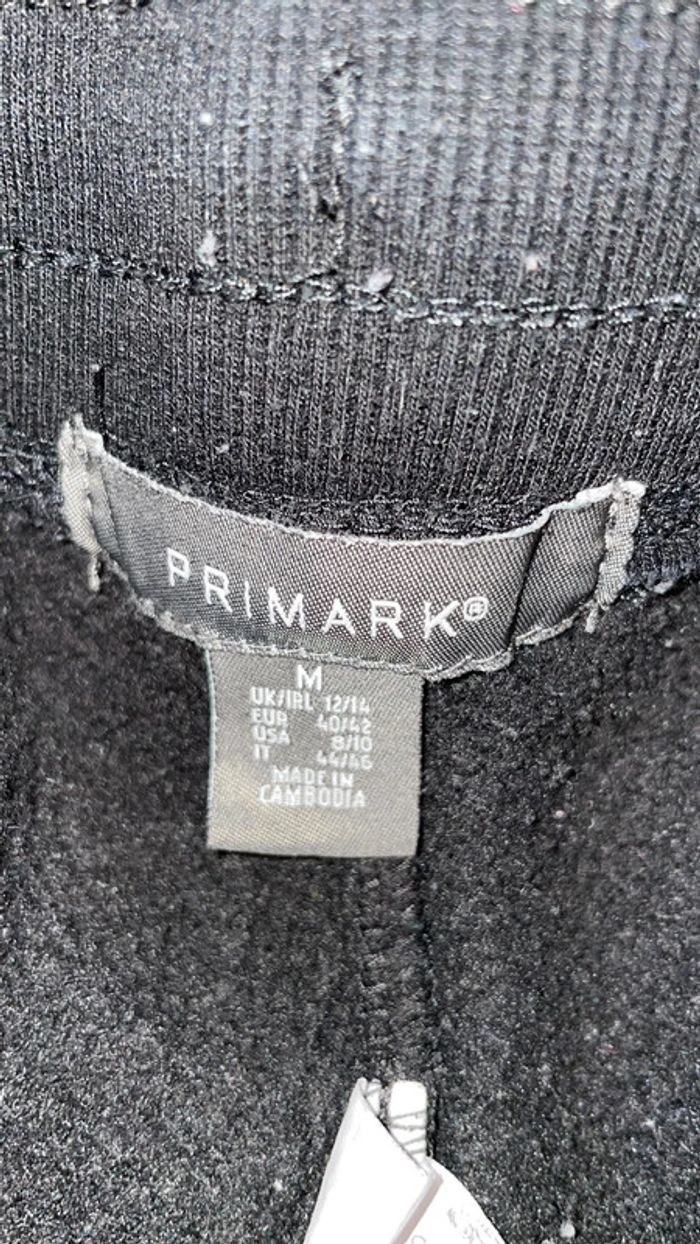 PRIMARK®
M
UK/IRL 12/14
EUR 40/42
USA 8/10
IT 44/46
MADE IN
CAMBODIA